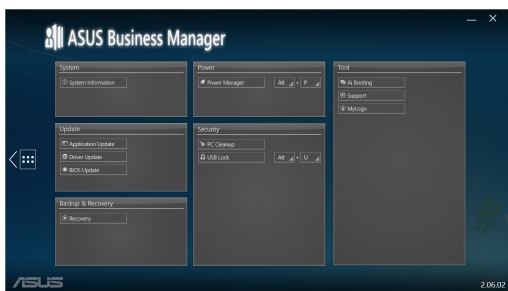 ASUS Business Manager
System
System Information
Power
Power Manager
Alt + P
Tool
Ai Booting
Support
MyLogo
Update
Application Update
Driver Update
BIOS Update
Security
PC Cleanup
USB Lock
Alt + U
Backup & Recovery
Recovery
ASUS
2.06.02